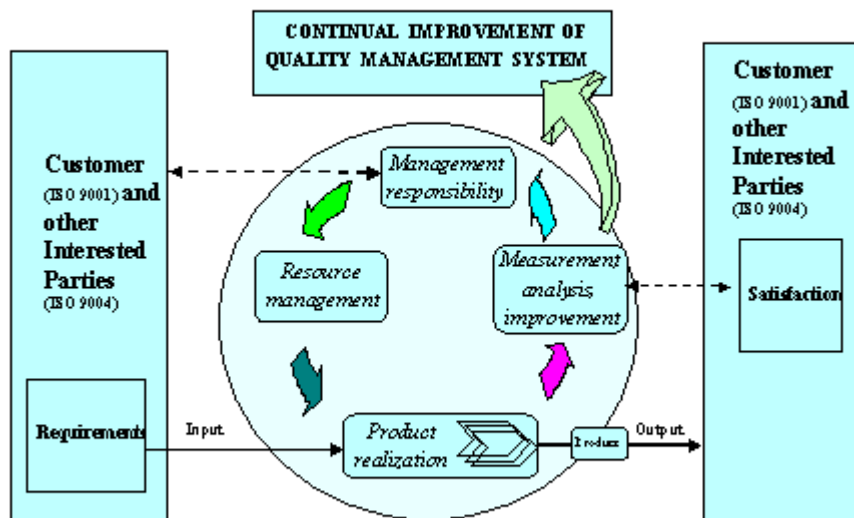 CONTINUAL IMPROVEMENT OF
QUALITY MANAGEMENT SYSTEM
Customer
(ISO 9001) and
other
Interested
Parties
(ISO 9004)
Requirements
Input
Management
responsibility
Resource
management
Measurement,
analysis,
improvement
Product
realization
Product
Output
Customer
(ISO 9001) and
other
Interested
Parties
(ISO 9004)
Satisfaction